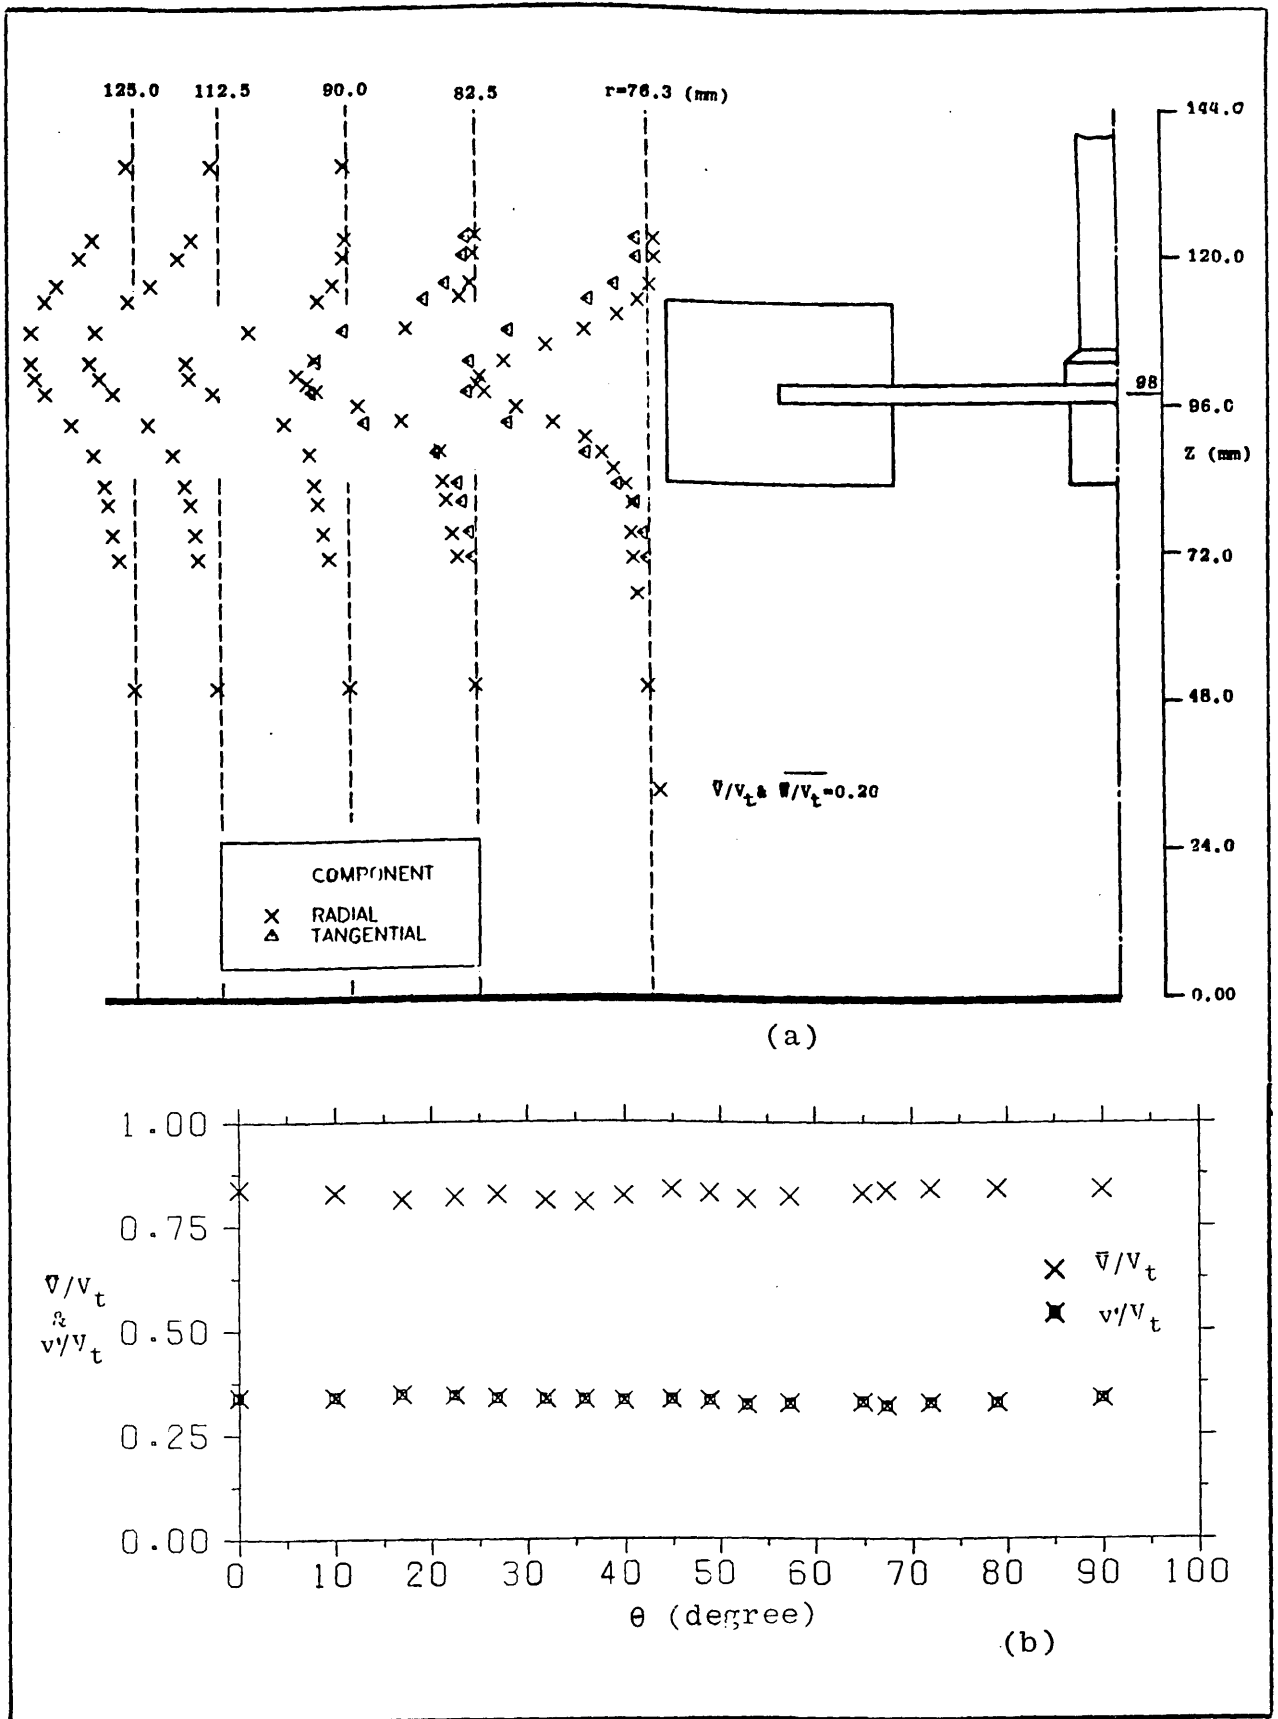 125.0 112.5 90.0 82.5 r=76.3 (mm)
144.0
120.0
98
96.0
Z (mm)
72.0
48.0
V̄/Vt & W̄/Vt=0.20
24.0
COMPONENT
× RADIAL
△ TANGENTIAL
0.00
(a)
1.00
0.75
V̄/Vt
V̄/Vt
&
v'/Vt
v'/Vt
0.50
0.25
0.00
0 10 20 30 40 50 60 70 80 90 100
θ (degree)
(b)